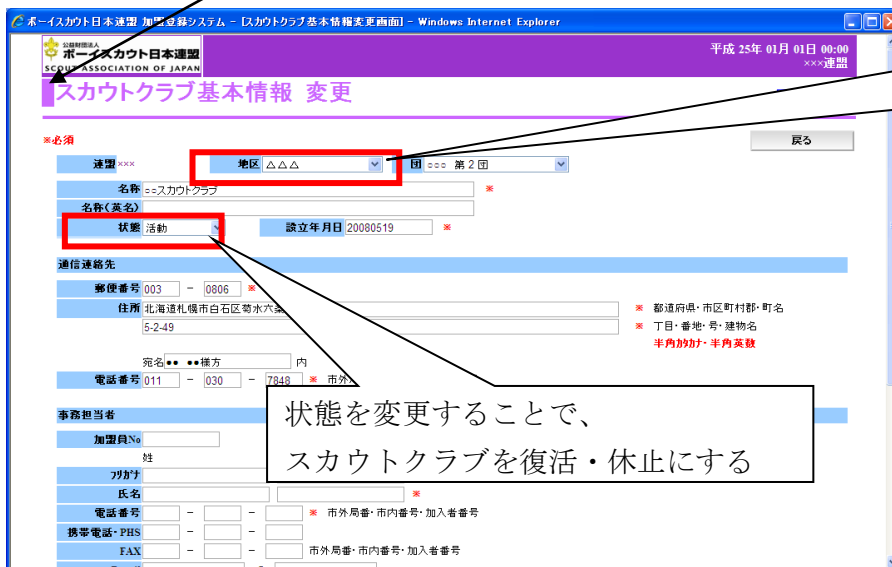 ボーイスカウト日本連盟 加盟登録システム - [スカウトクラブ基本情報変更画面] - Windows Internet Explorer
公益財団法人
ボーイスカウト日本連盟
SCOUT ASSOCIATION OF JAPAN
平成 25年 01月 01日 00:00
×××連盟
スカウトクラブ基本情報 変更
※必須
戻る
連盟 ××× 地区 △△△ 団 ○○○ 第2団
名称 ○○スカウトクラブ ※
名称(英名)
状態 活動 設立年月日 20080519 ※
通信連絡先
郵便番号 003 - 0806 ※
住所 北海道札幌市白石区菊水六条 ※ 都道府県・市区町村郡・町名
5-2-49 ※ 丁目・番地・号・建物名
半角カタカナ・半角英数
宛名 ●● ●●様方 内
電話番号 011 - 030 - 7848 ※ 市外
状態を変更することで、
スカウトクラブを復活・休止にする
事務担当者
加盟員No
姓
フリガナ
氏名 ※
電話番号 - - ※ 市外局番・市内番号・加入者番号
携帯電話・PHS - -
FAX - - 市外局番・市内番号・加入者番号